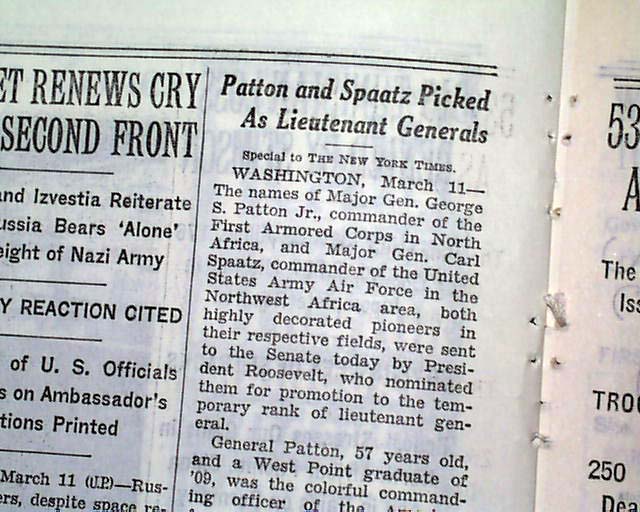 ET RENEWS CRY
SECOND FRONT
and Izvestia Reiterate
ussia Bears 'Alone'
eight of Nazi Army
Y REACTION CITED
of U. S. Officials
s on Ambassador's
tions Printed
March 11 (U.P.)—Rus-
ers, despite space re-
Patton and Spaatz Picked
As Lieutenant Generals
Special to THE NEW YORK TIMES.
WASHINGTON, March 11—
The names of Major Gen. George
S. Patton Jr., commander of the
First Armored Corps in North
Africa, and Major Gen. Carl
Spaatz, commander of the United
States Army Air Force in the
Northwest Africa area, both
highly decorated pioneers in
their respective fields, were sent
to the Senate today by Presi-
dent Roosevelt, who nominated
them for promotion to the tem-
porary rank of lieutenant gen-
eral.
General Patton, 57 years old,
and a West Point graduate of
'09, was the colorful command-
ing officer of the
53
A
The
Iss
TROO
250
Dea